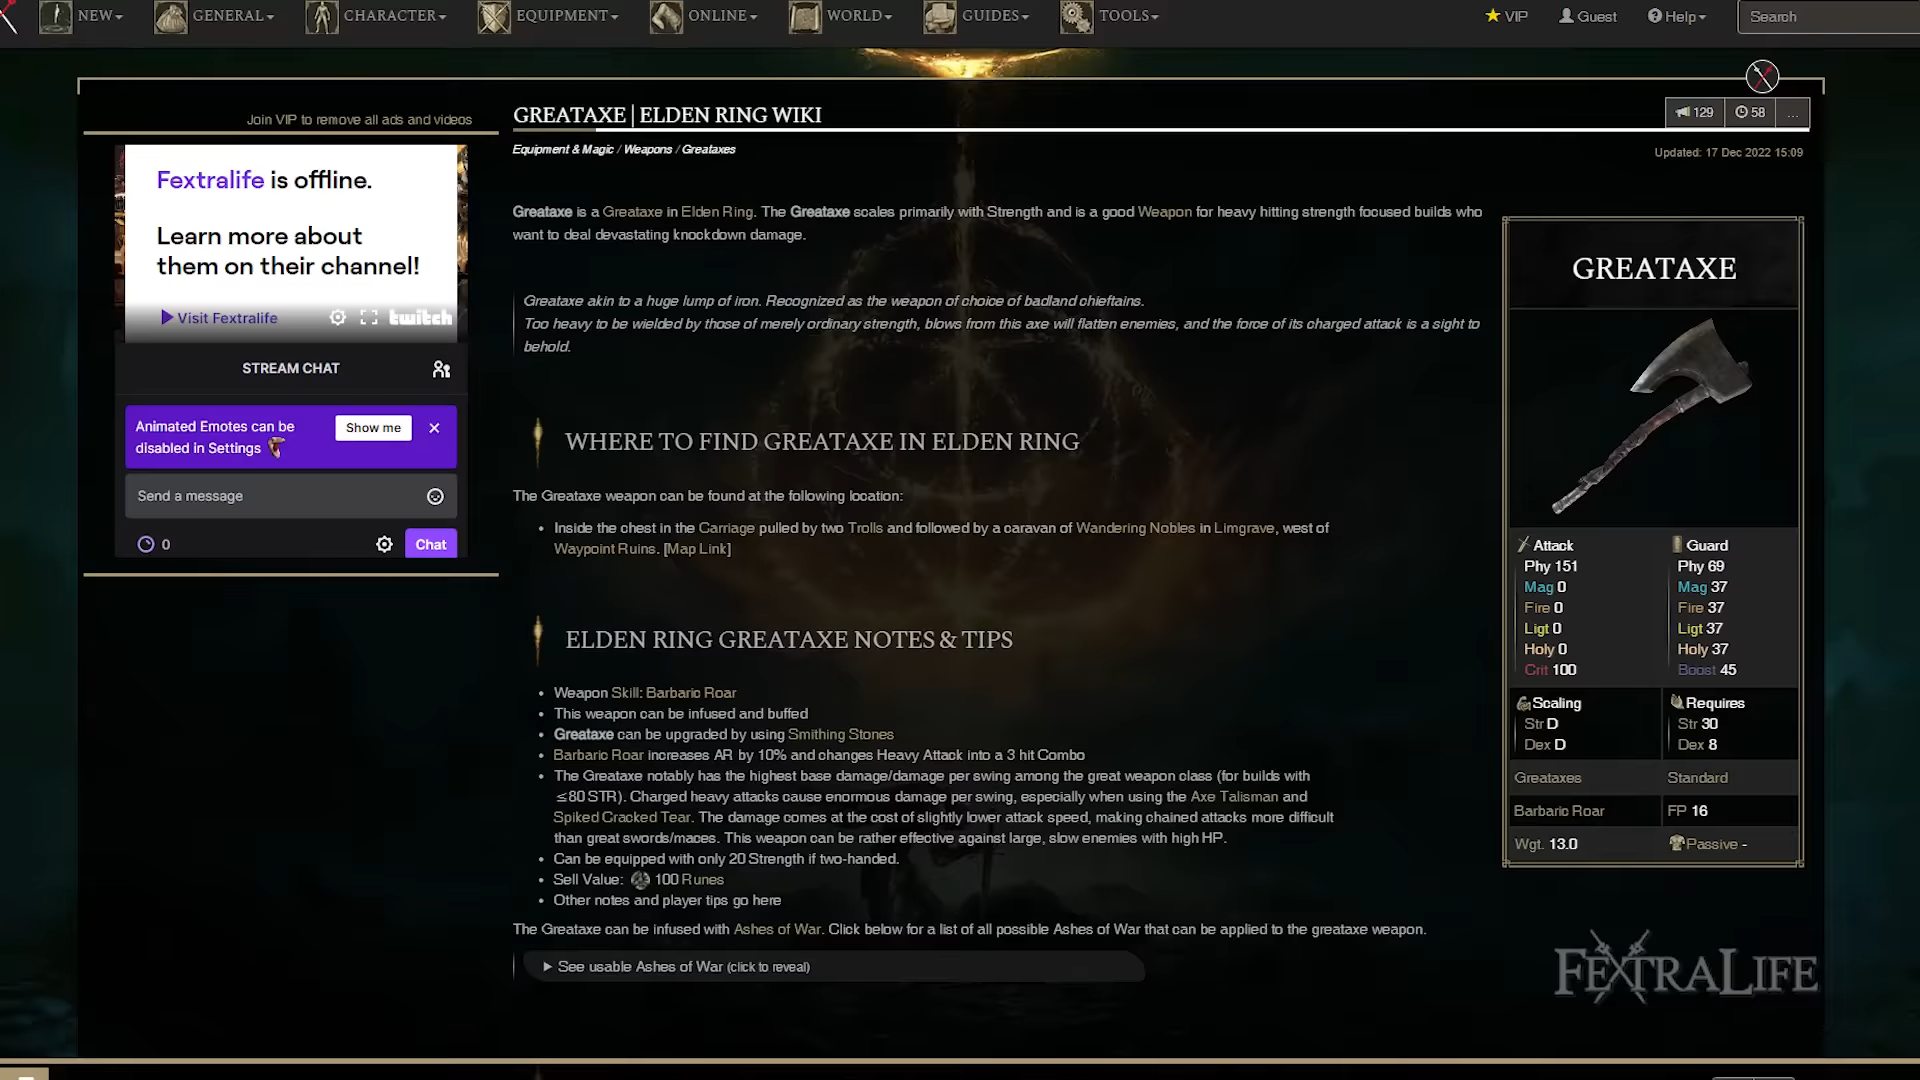 NEW
GENERAL
CHARACTER
EQUIPMENT
ONLINE
WORLD
GUIDES
TOOLS
VIP
Guest
Help
Search
Join VIP to remove all ads and videos
Fextralife is offline.
Learn more about
them on their channel!
Visit Fextralife
twitch
STREAM CHAT
Animated Emotes can be
disabled in Settings
Show me
Send a message
0
Chat
GREATAXE | ELDEN RING WIKI
129
58
...
Equipment & Magic / Weapons / Greataxes
Updated: 17 Dec 2022 15:09
Greataxe is a Greataxe in Elden Ring. The Greataxe scales primarily with Strength and is a good Weapon for heavy hitting strength focused builds who
want to deal devastating knockdown damage.
Greataxe akin to a huge lump of iron. Recognized as the weapon of choice of badland chieftains.
Too heavy to be wielded by those of merely ordinary strength, blows from this axe will flatten enemies, and the force of its charged attack is a sight to
behold.
WHERE TO FIND GREATAXE IN ELDEN RING
The Greataxe weapon can be found at the following location:
• Inside the chest in the Carriage pulled by two Trolls and followed by a caravan of Wandering Nobles in Limgrave, west of
Waypoint Ruins. [Map Link]
ELDEN RING GREATAXE NOTES & TIPS
• Weapon Skill: Barbaric Roar
• This weapon can be infused and buffed
• Greataxe can be upgraded by using Smithing Stones
• Barbaric Roar increases AR by 10% and changes Heavy Attack into a 3 hit Combo
• The Greataxe notably has the highest base damage/damage per swing among the great weapon class (for builds with
≤80 STR). Charged heavy attacks cause enormous damage per swing, especially when using the Axe Talisman and
Spiked Cracked Tear. The damage comes at the cost of slightly lower attack speed, making chained attacks more difficult
than great swords/maces. This weapon can be rather effective against large, slow enemies with high HP.
• Can be equipped with only 20 Strength if two-handed.
• Sell Value: 100 Runes
• Other notes and player tips go here
The Greataxe can be infused with Ashes of War. Click below for a list of all possible Ashes of War that can be applied to the greataxe weapon.
▶ See usable Ashes of War (click to reveal)
GREATAXE
Attack
Phy 151
Mag 0
Fire 0
Ligt 0
Holy 0
Crit 100
Guard
Phy 69
Mag 37
Fire 37
Ligt 37
Holy 37
Boost 45
Scaling
Str D
Dex D
Requires
Str 30
Dex 8
Greataxes
Standard
Barbaric Roar
FP 16
Wgt. 13.0
Passive -
FEXTRALIFE